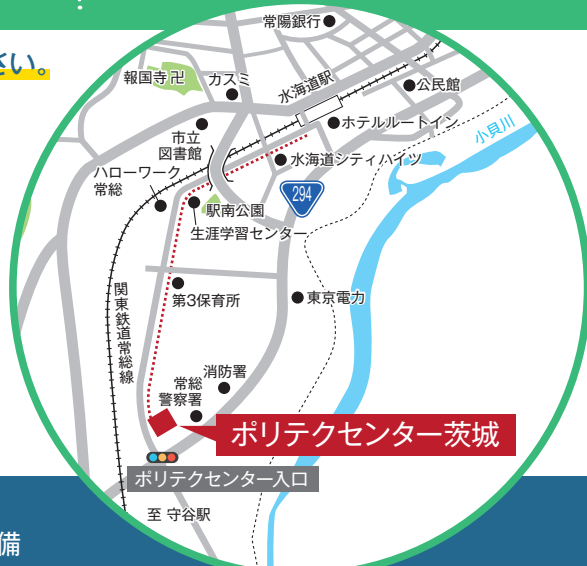 さい。
常陽銀行
報国寺卍
カスミ
水海道駅
公民館
市立
図書館
ホテルルートイン
小貝川
水海道シティハイツ
ハローワーク
常総
294
駅南公園
生涯学習センター
関東鉄道常総線
第3保育所
東京電力
消防署
常総
警察署
ポリテクセンター茨城
ポリテクセンター入口
至 守谷駅
備